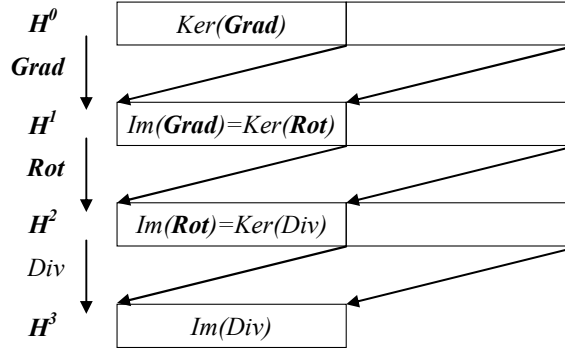 H⁰ Ker(Grad)
Grad
H¹ Im(Grad)=Ker(Rot)
Rot
H² Im(Rot)=Ker(Div)
Div
H³ Im(Div)